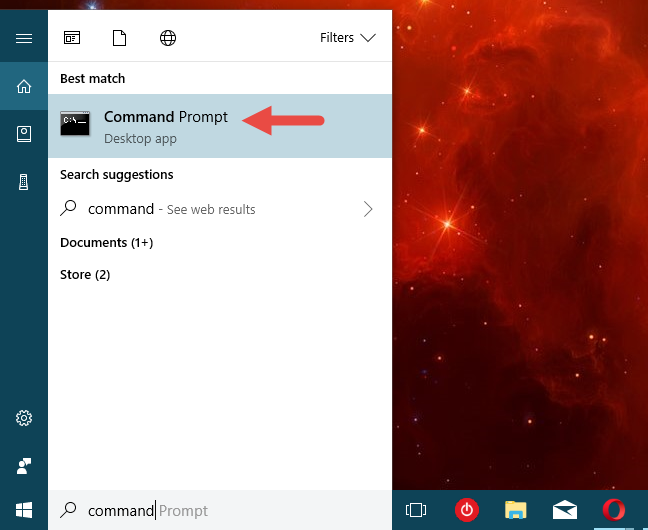 Filters
Best match
Command Prompt
Desktop app
Search suggestions
command - See web results
Documents (1+)
Store (2)
command Prompt